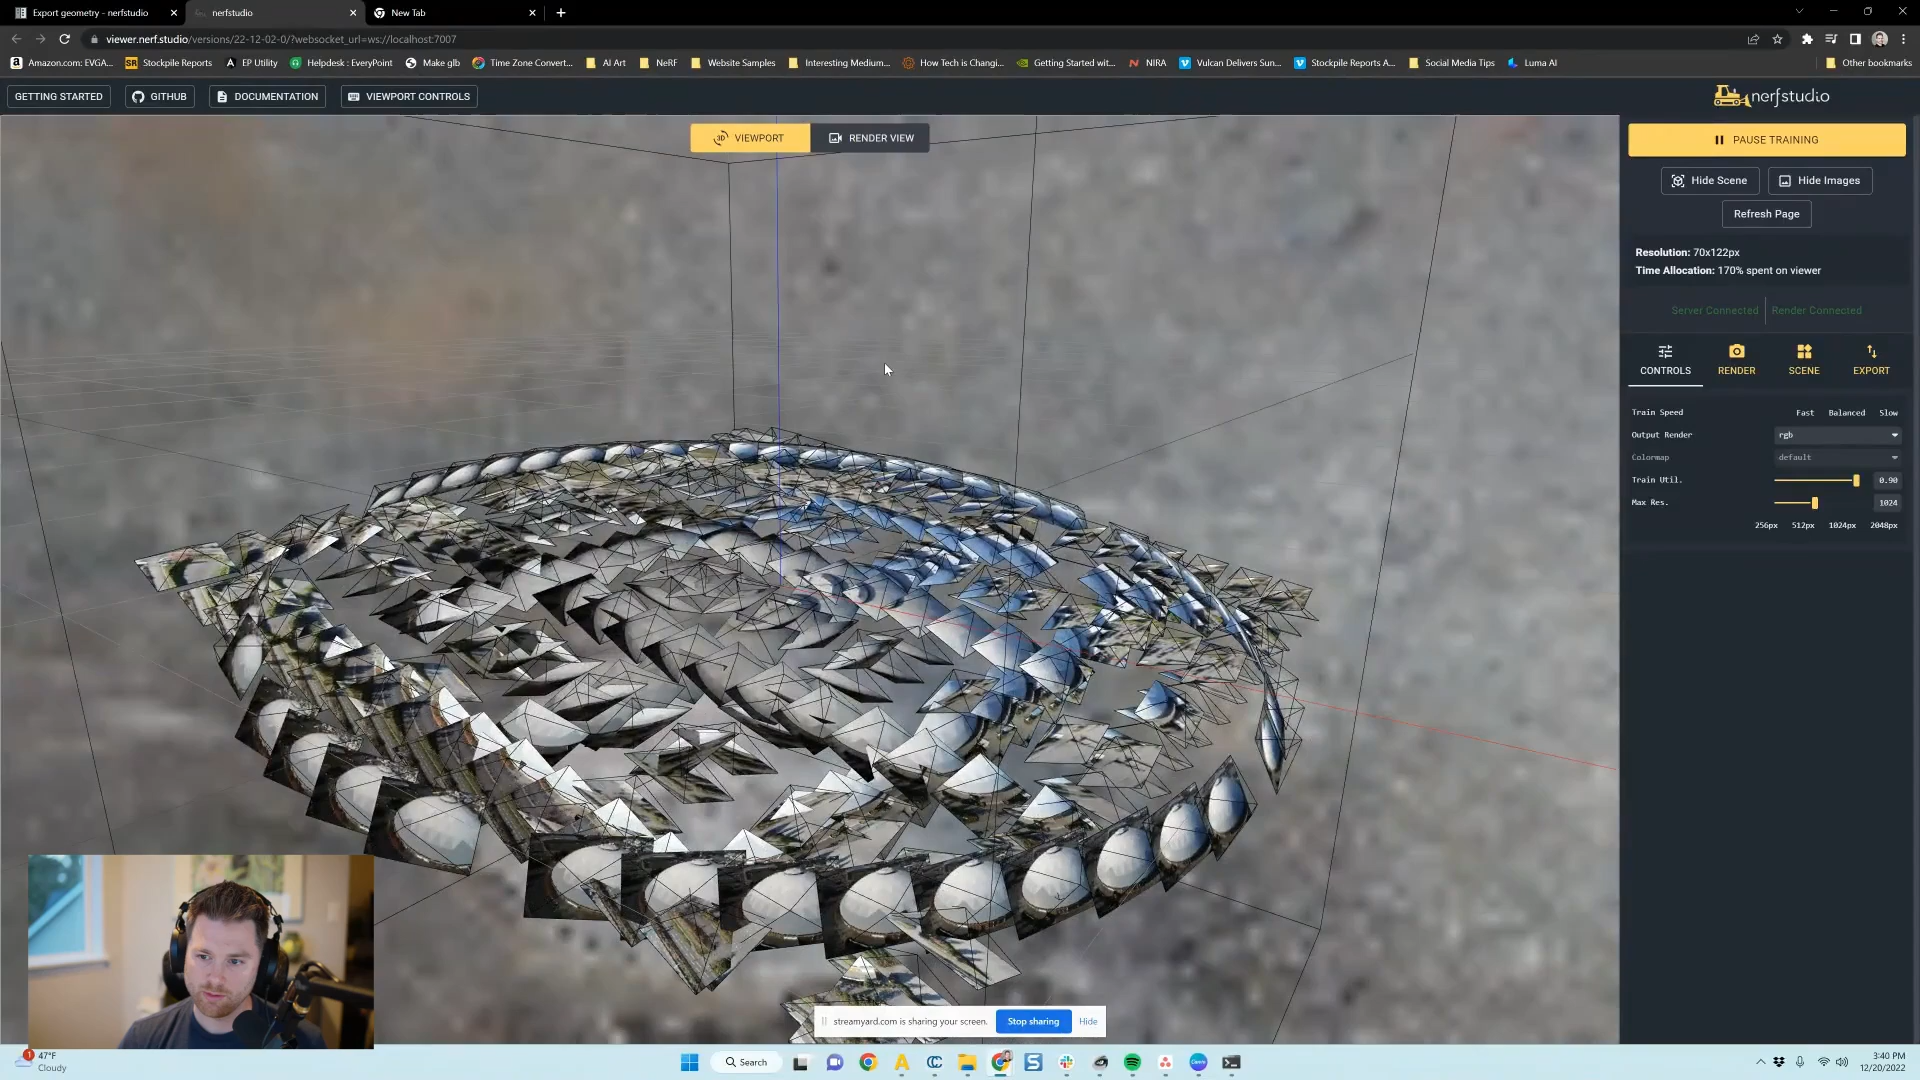 Export geometry - nerfstudio
nerfstudio
New Tab
viewer.nerf.studio/versions/22-12-02-0/?websocket_url=ws://localhost:7007
Amazon.com: EVGA...
Stockpile Reports
EP Utility
Helpdesk : EveryPoint
Make glb
Time Zone Convert...
AI Art
NeRF
Website Samples
Interesting Medium...
How Tech is Changi...
Getting Started wit...
NIRA
Vulcan Delivers Sun...
Stockpile Reports A...
Social Media Tips
Luma AI
Other bookmarks
GETTING STARTED
GITHUB
DOCUMENTATION
VIEWPORT CONTROLS
nerfstudio
VIEWPORT
RENDER VIEW
PAUSE TRAINING
Hide Scene
Hide Images
Refresh Page
Resolution: 70x122px
Time Allocation: 170% spent on viewer
Server Connected
Render Connected
CONTROLS
RENDER
SCENE
EXPORT
Train Speed
Fast Balanced Slow
Output Render
rgb
Colormap
default
Train Util.
0.90
Max Res.
1024
256px 512px 1024px 2048px
streamyard.com is sharing your screen.
Stop sharing
Hide
1
47°F
Cloudy
Search
3:40 PM
12/20/2022